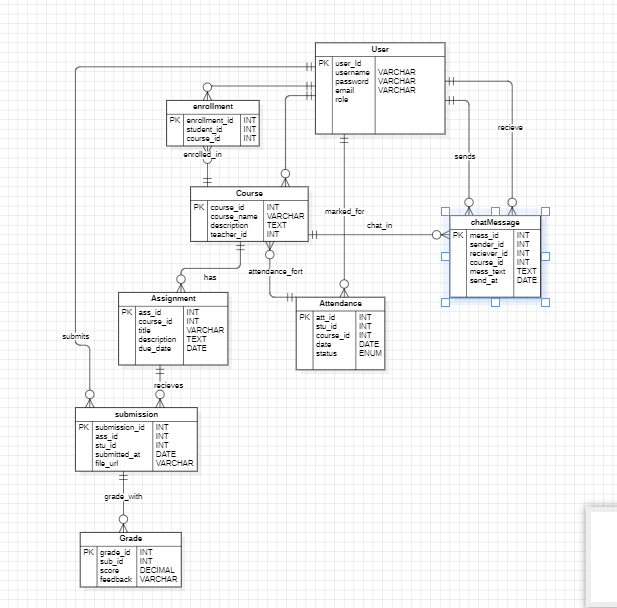 User
PK user_Id
username VARCHAR
password VARCHAR
email VARCHAR
role
enrollment
PK enrollment_id INT
student_id INT
course_id INT
enrolled_in
recieve
sends
Course
PK course_id INT
course_name VARCHAR
description TEXT
teacher_id INT
marked_for
chat_in
chatMessage
PK mess_id INT
sender_id INT
reciever_id INT
course_id INT
mess_text TEXT
send_at DATE
has
attendance_fort
Assignment
PK ass_id INT
course_id INT
title VARCHAR
description TEXT
due_date DATE
Attendance
PK att_id INT
stu_id INT
course_id INT
date DATE
status ENUM
submits
recieves
submission
PK submission_id INT
ass_id INT
stu_id INT
submitted_at DATE
file_url VARCHAR
grade_with
Grade
PK grade_id INT
sub_id INT
score DECIMAL
feedback VARCHAR